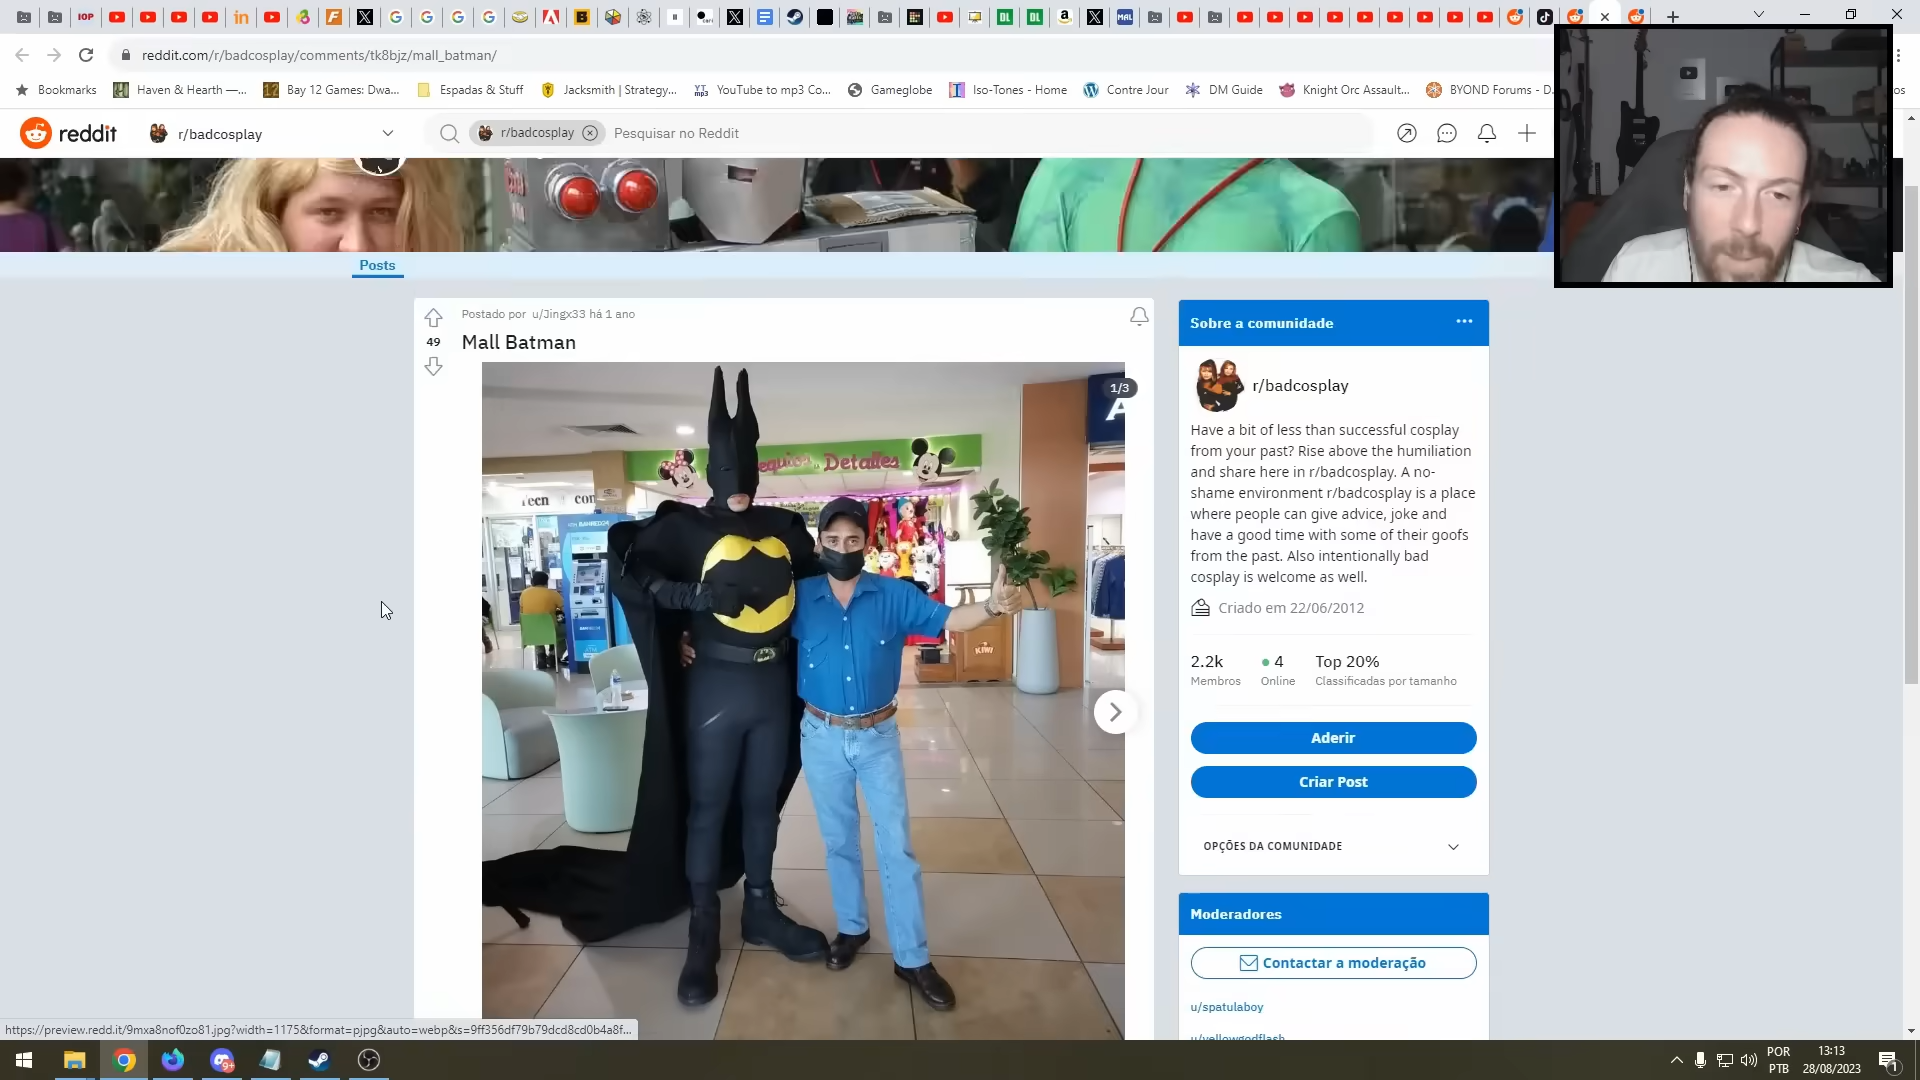 reddit.com/r/badcosplay/comments/tk8bjz/mall_batman/
Bookmarks
Haven & Hearth —...
Bay 12 Games: Dwa...
Espadas & Stuff
Jacksmith | Strategy...
YouTube to mp3 Co...
Gameglobe
Iso-Tones - Home
Contre Jour
DM Guide
Knight Orc Assault...
BYOND Forums - D...
reddit
r/badcosplay
r/badcosplay
Pesquisar no Reddit
Posts
Postado por u/Jingx33 há 1 ano
49
Mall Batman
1/3
Detalles
KIWI
Sobre a comunidade
r/badcosplay
Have a bit of less than successful cosplay
from your past? Rise above the humiliation
and share here in r/badcosplay. A no-
shame environment r/badcosplay is a place
where people can give advice, joke and
have a good time with some of their goofs
from the past. Also intentionally bad
cosplay is welcome as well.
Criado em 22/06/2012
2.2k
4
Top 20%
Membros
Online
Classificadas por tamanho
Aderir
Criar Post
OPÇÕES DA COMUNIDADE
Moderadores
Contactar a moderação
u/spatulaboy
u/yellowgodflash
https://preview.redd.it/9mxa8nof0zo81.jpg?width=1175&format=pjpg&auto=webp&s=9ff356df79b79dcd8cd0b4a8f...
POR
PTB
13:13
28/08/2023